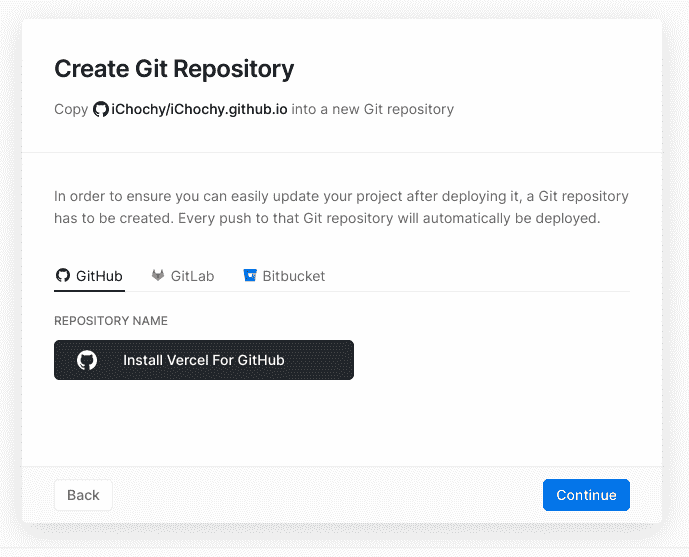 Create Git Repository
Copy iChochy/iChochy.github.io into a new Git repository
In order to ensure you can easily update your project after deploying it, a Git repository
has to be created. Every push to that Git repository will automatically be deployed.
GitHub GitLab Bitbucket
REPOSITORY NAME
Install Vercel For GitHub
Back Continue